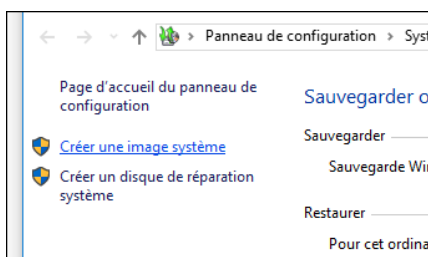 Panneau de configuration
Page d'accueil du panneau de
configuration
Créer une image système
Créer un disque de réparation
système
Sauvegarder
Sauvegarder
Sauvegarde
Restaurer
Pour cet